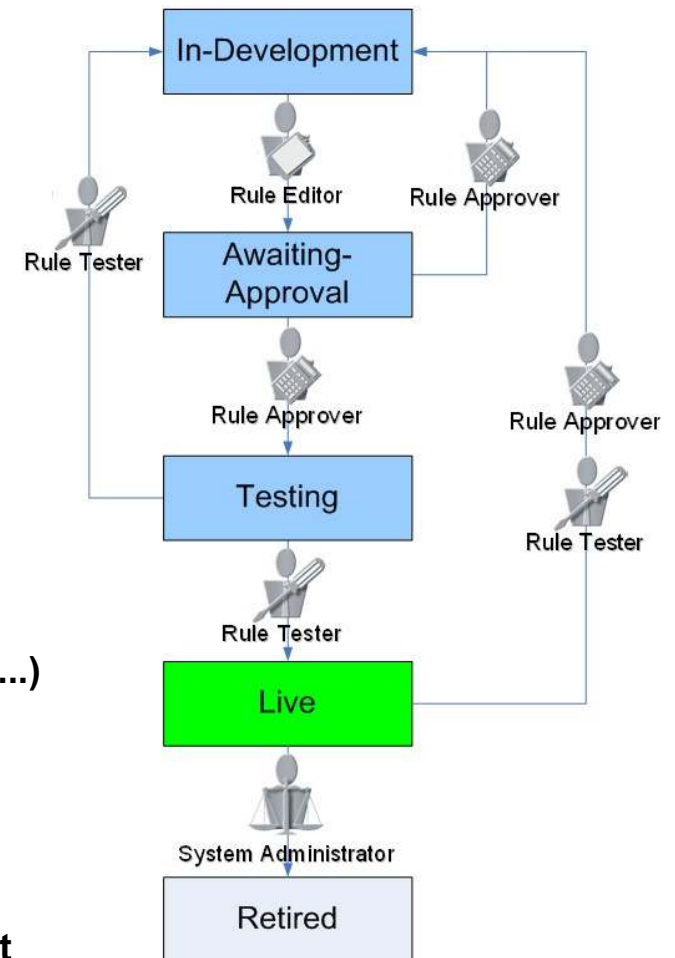 In-Development
Rule Editor
Rule Approver
Rule Tester
Awaiting-
Approval
Rule Approver
Rule Approver
Testing
Rule Tester
Rule Tester
...)
Live
System Administrator
Retired
t